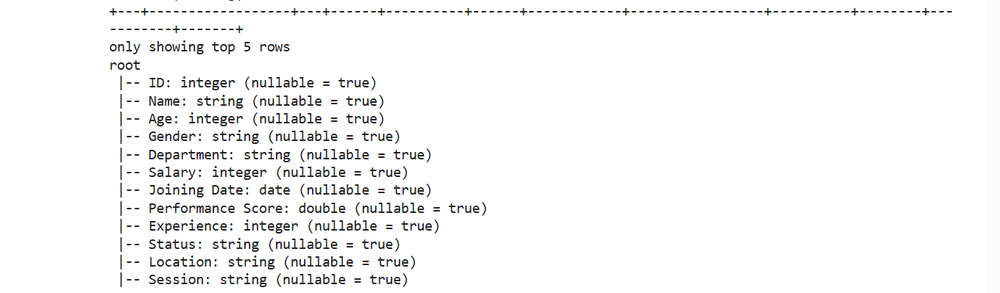 +---+------------------+---+------+----------+------+------------+-----------------+----------+--------+---
--------+-------+
only showing top 5 rows
root
 |-- ID: integer (nullable = true)
 |-- Name: string (nullable = true)
 |-- Age: integer (nullable = true)
 |-- Gender: string (nullable = true)
 |-- Department: string (nullable = true)
 |-- Salary: integer (nullable = true)
 |-- Joining Date: date (nullable = true)
 |-- Performance Score: double (nullable = true)
 |-- Experience: integer (nullable = true)
 |-- Status: string (nullable = true)
 |-- Location: string (nullable = true)
 |-- Session: string (nullable = true)